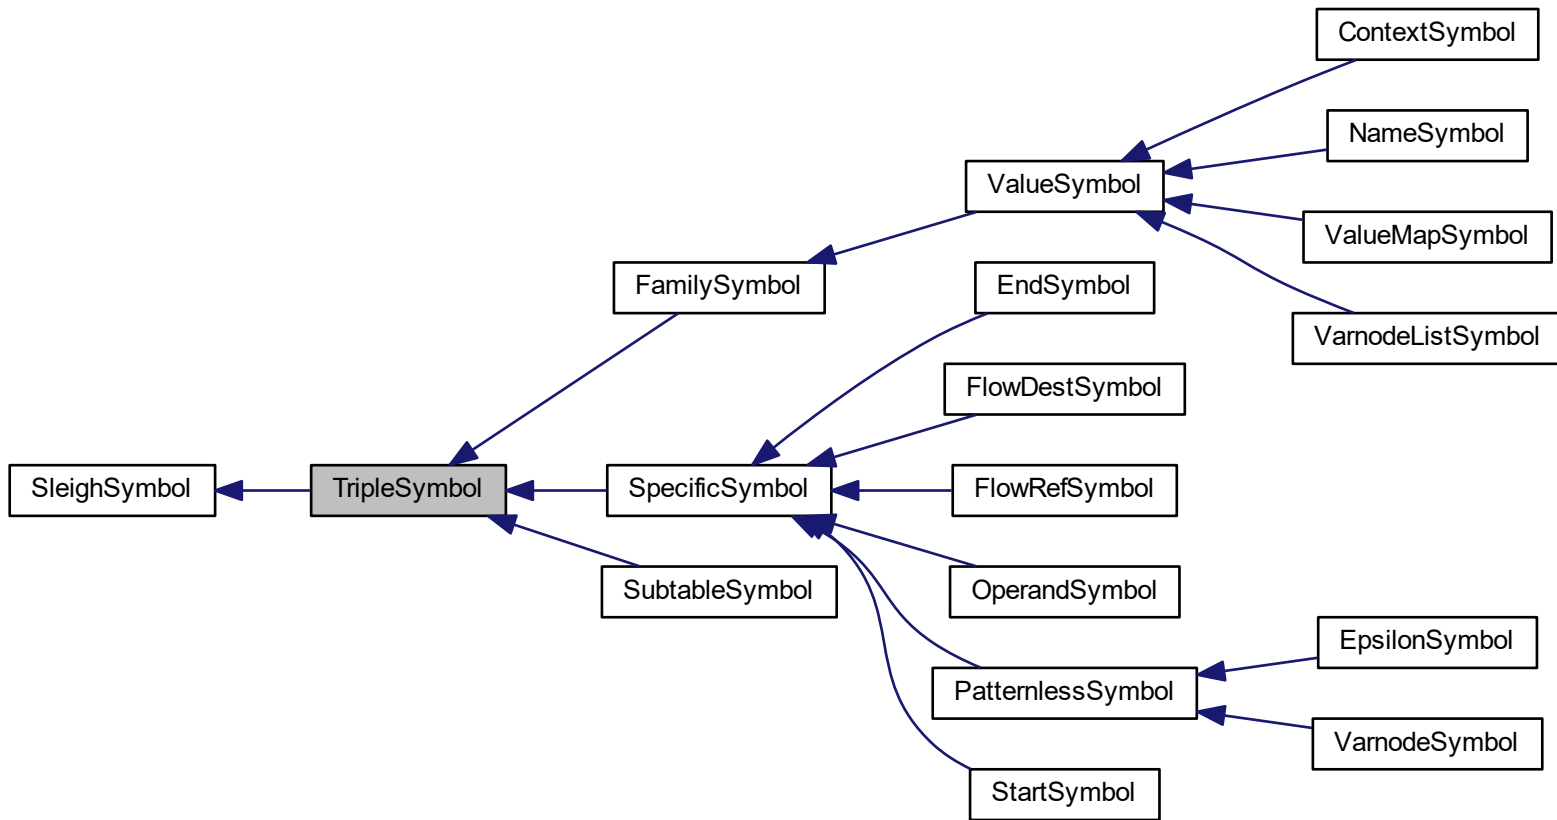 ContextSymbol
NameSymbol
ValueSymbol
ValueMapSymbol
FamilySymbol
EndSymbol
VarnodeListSymbol
FlowDestSymbol
SleighSymbol
TripleSymbol
SpecificSymbol
FlowRefSymbol
SubtableSymbol
OperandSymbol
EpsilonSymbol
PatternlessSymbol
VarnodeSymbol
StartSymbol